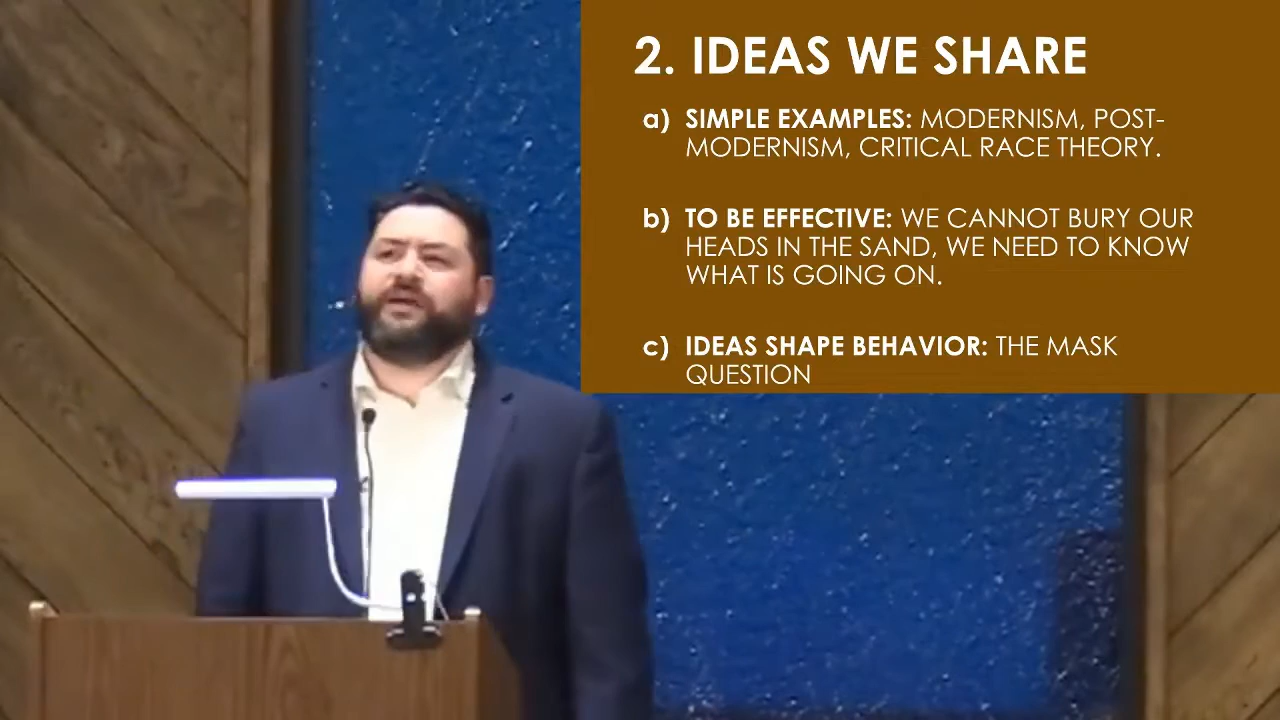 2. IDEAS WE SHARE
a) SIMPLE EXAMPLES: MODERNISM, POST-
MODERNISM, CRITICAL RACE THEORY.
b) TO BE EFFECTIVE: WE CANNOT BURY OUR
HEADS IN THE SAND, WE NEED TO KNOW
WHAT IS GOING ON.
c) IDEAS SHAPE BEHAVIOR: THE MASK
QUESTION